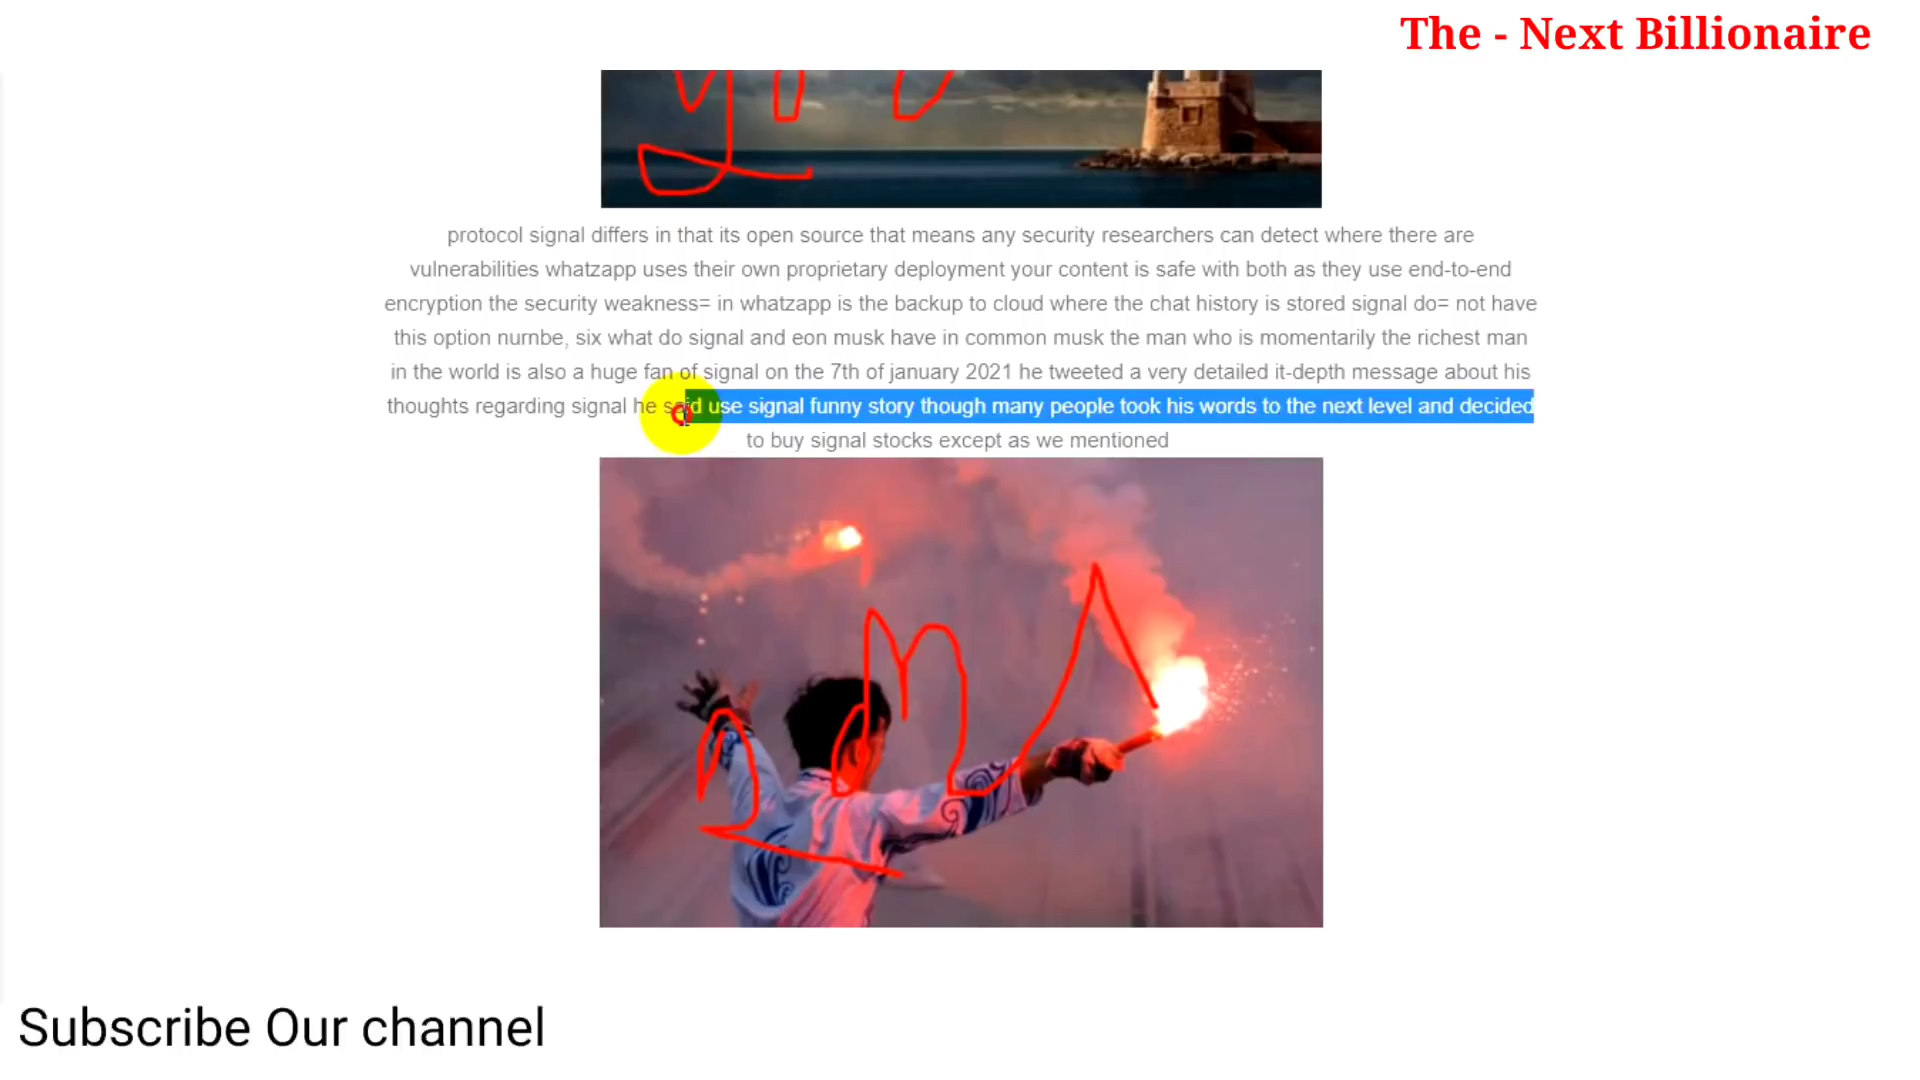 The - Next Billionaire
protocol signal differs in that its open source that means any security researchers can detect where there are
vulnerabilities whatzapp uses their own proprietary deployment your content is safe with both as they use end-to-end
encryption the security weakness= in whatzapp is the backup to cloud where the chat history is stored signal do= not have
this option nurnbe, six what do signal and eon musk have in common musk the man who is momentarily the richest man
in the world is also a huge fan of signal on the 7th of january 2021 he tweeted a very detailed it-depth message about his
thoughts regarding signal he said use signal funny story though many people took his words to the next level and decided
to buy signal stocks except as we mentioned
Subscribe Our channel